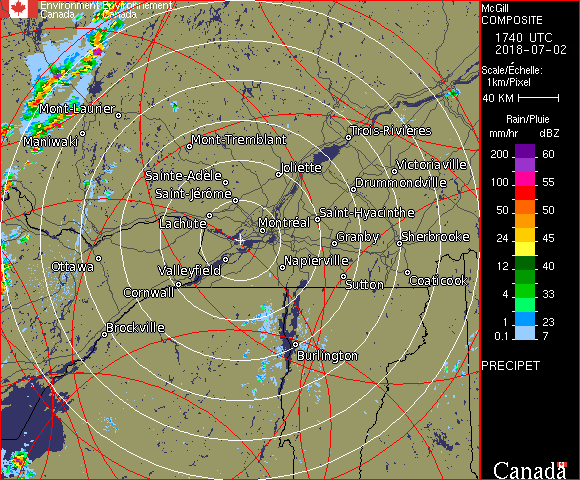 Environment Environnement
Canada Canada
McGill
COMPOSITE
1740 UTC
2018-07-02
Scale/Échelle:
1km/Pixel
40 KM
Rain/Pluie
mm/hr dBZ
200 60
100 55
50 50
24 45
12 40
4 33
1 23
0.1 7
PRECIPET
Canada
Mont-Laurier
Maniwaki
Mont-Tremblant
Trois-Rivières
Sainte-Adèle
Joliette
Victoriaville
Saint-Jérôme
Drummondville
Lachute
Montréal
Saint-Hyacinthe
Granby
Sherbrooke
Ottawa
Valleyfield
Napierville
Cornwall
Sutton
Coaticook
Brockville
Burlington